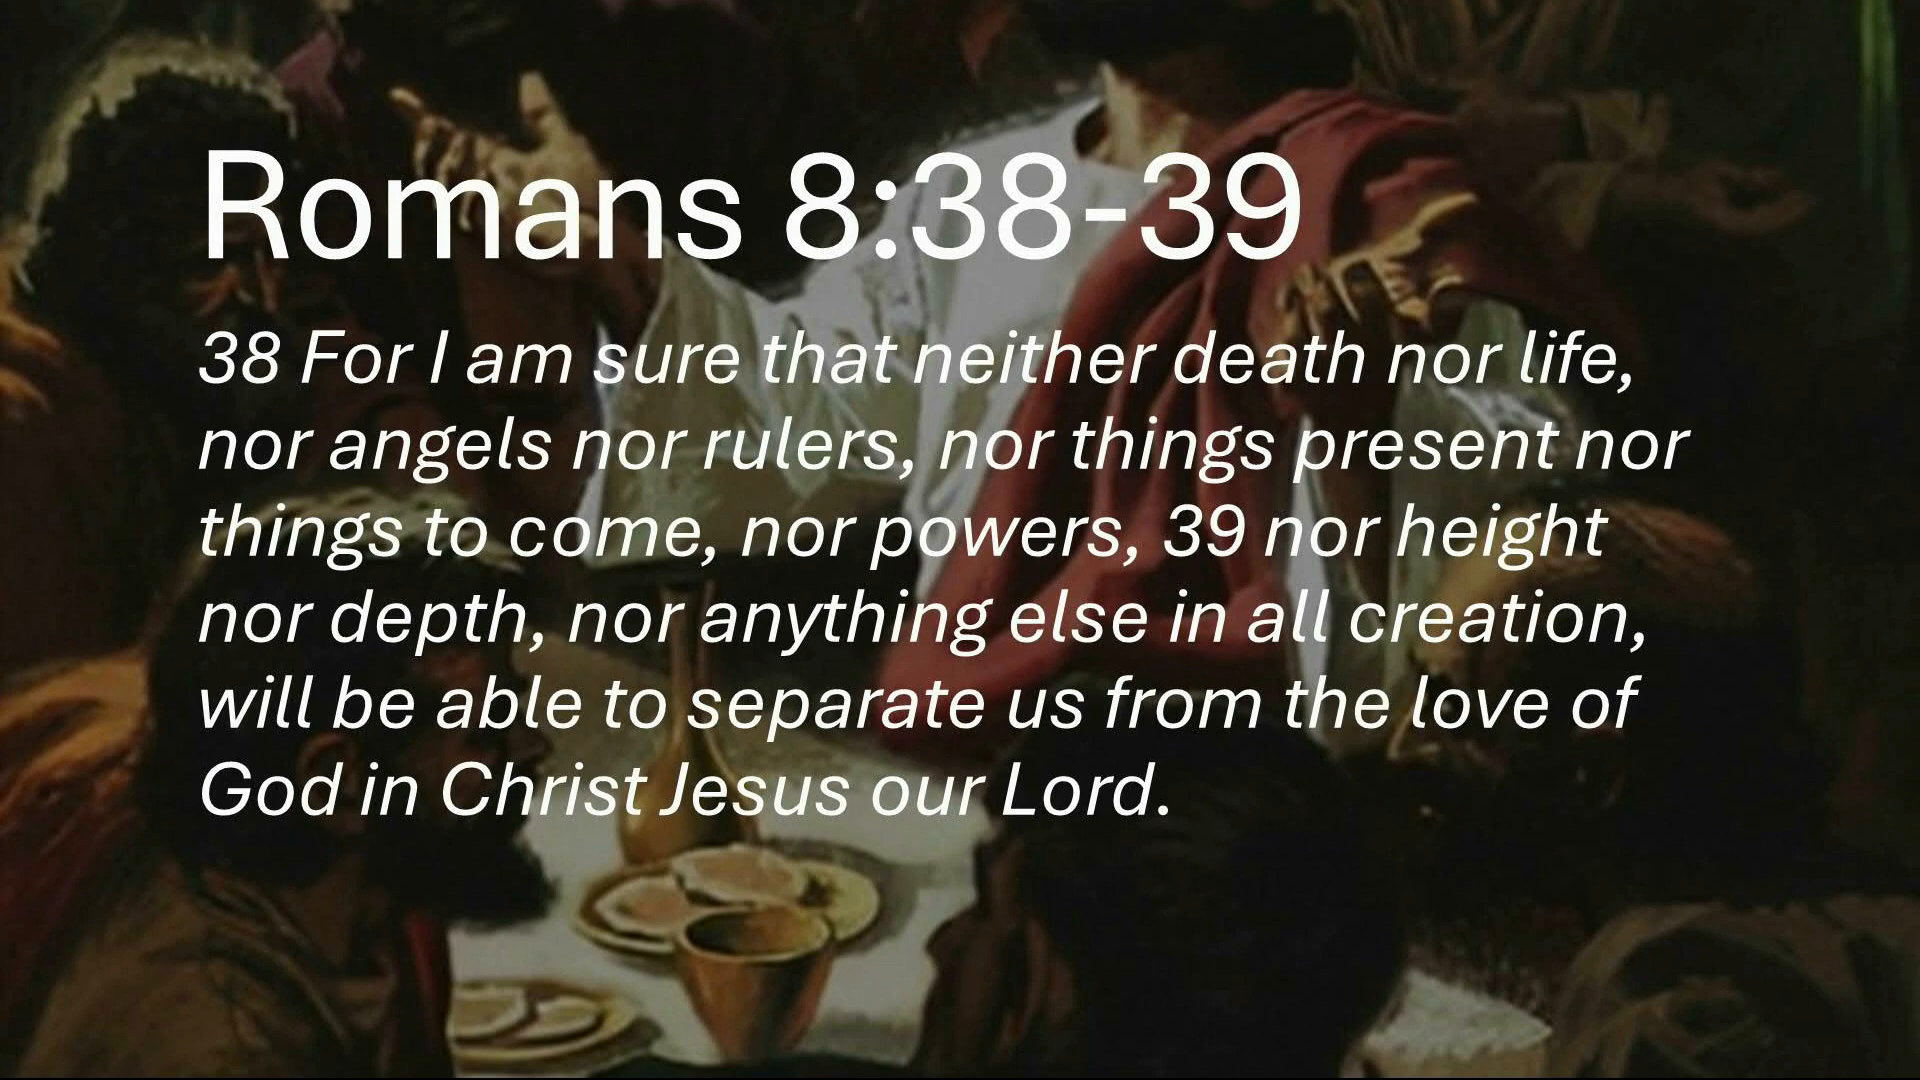 Romans 8:38-39
38 For I am sure that neither death nor life,
nor angels nor rulers, nor things present nor
things to come, nor powers, 39 nor height
nor depth, nor anything else in all creation,
will be able to separate us from the love of
God in Christ Jesus our Lord.